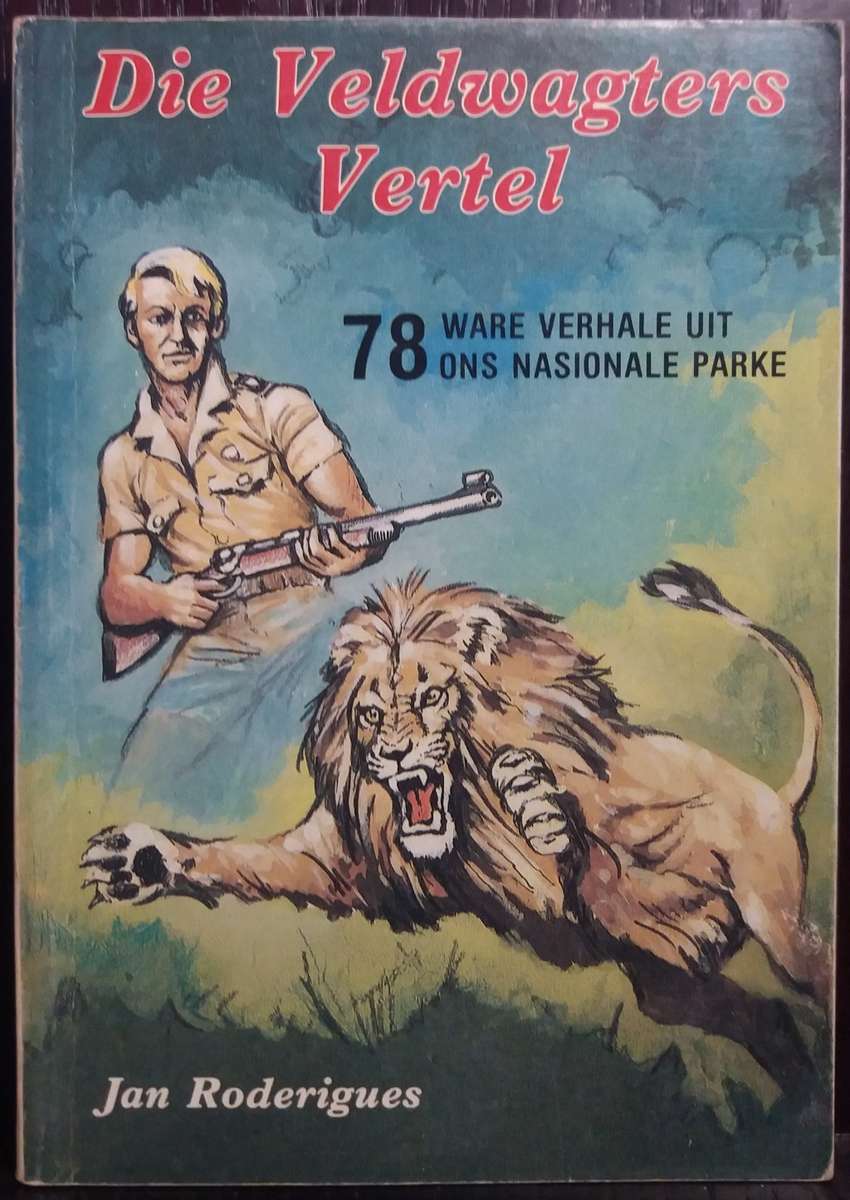 Die Veldwagters
Vertel
78 WARE VERHALE UIT
ONS NASIONALE PARKE
Jan Roderigues